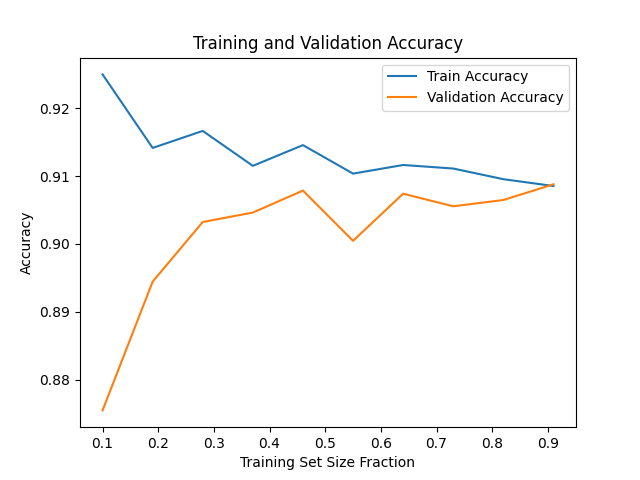 Training and Validation Accuracy
Train Accuracy
Validation Accuracy
Accuracy
0.92
0.91
0.90
0.89
0.88
0.1 0.2 0.3 0.4 0.5 0.6 0.7 0.8 0.9
Training Set Size Fraction